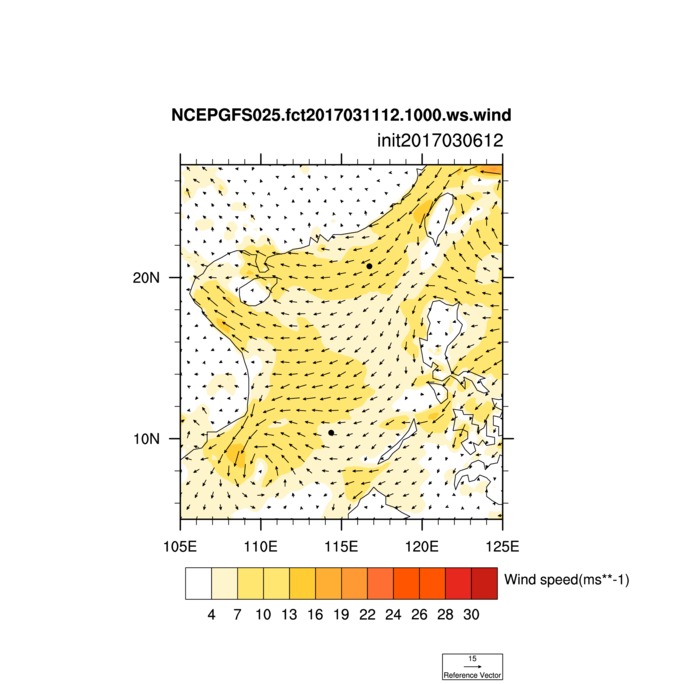 NCEPGFS025.fct2017031112.1000.ws.wind
init2017030612
20N
10N
105E 110E 115E 120E 125E
Wind speed(ms**-1)
4 7 10 13 16 19 22 24 26 28 30
15
Reference Vector